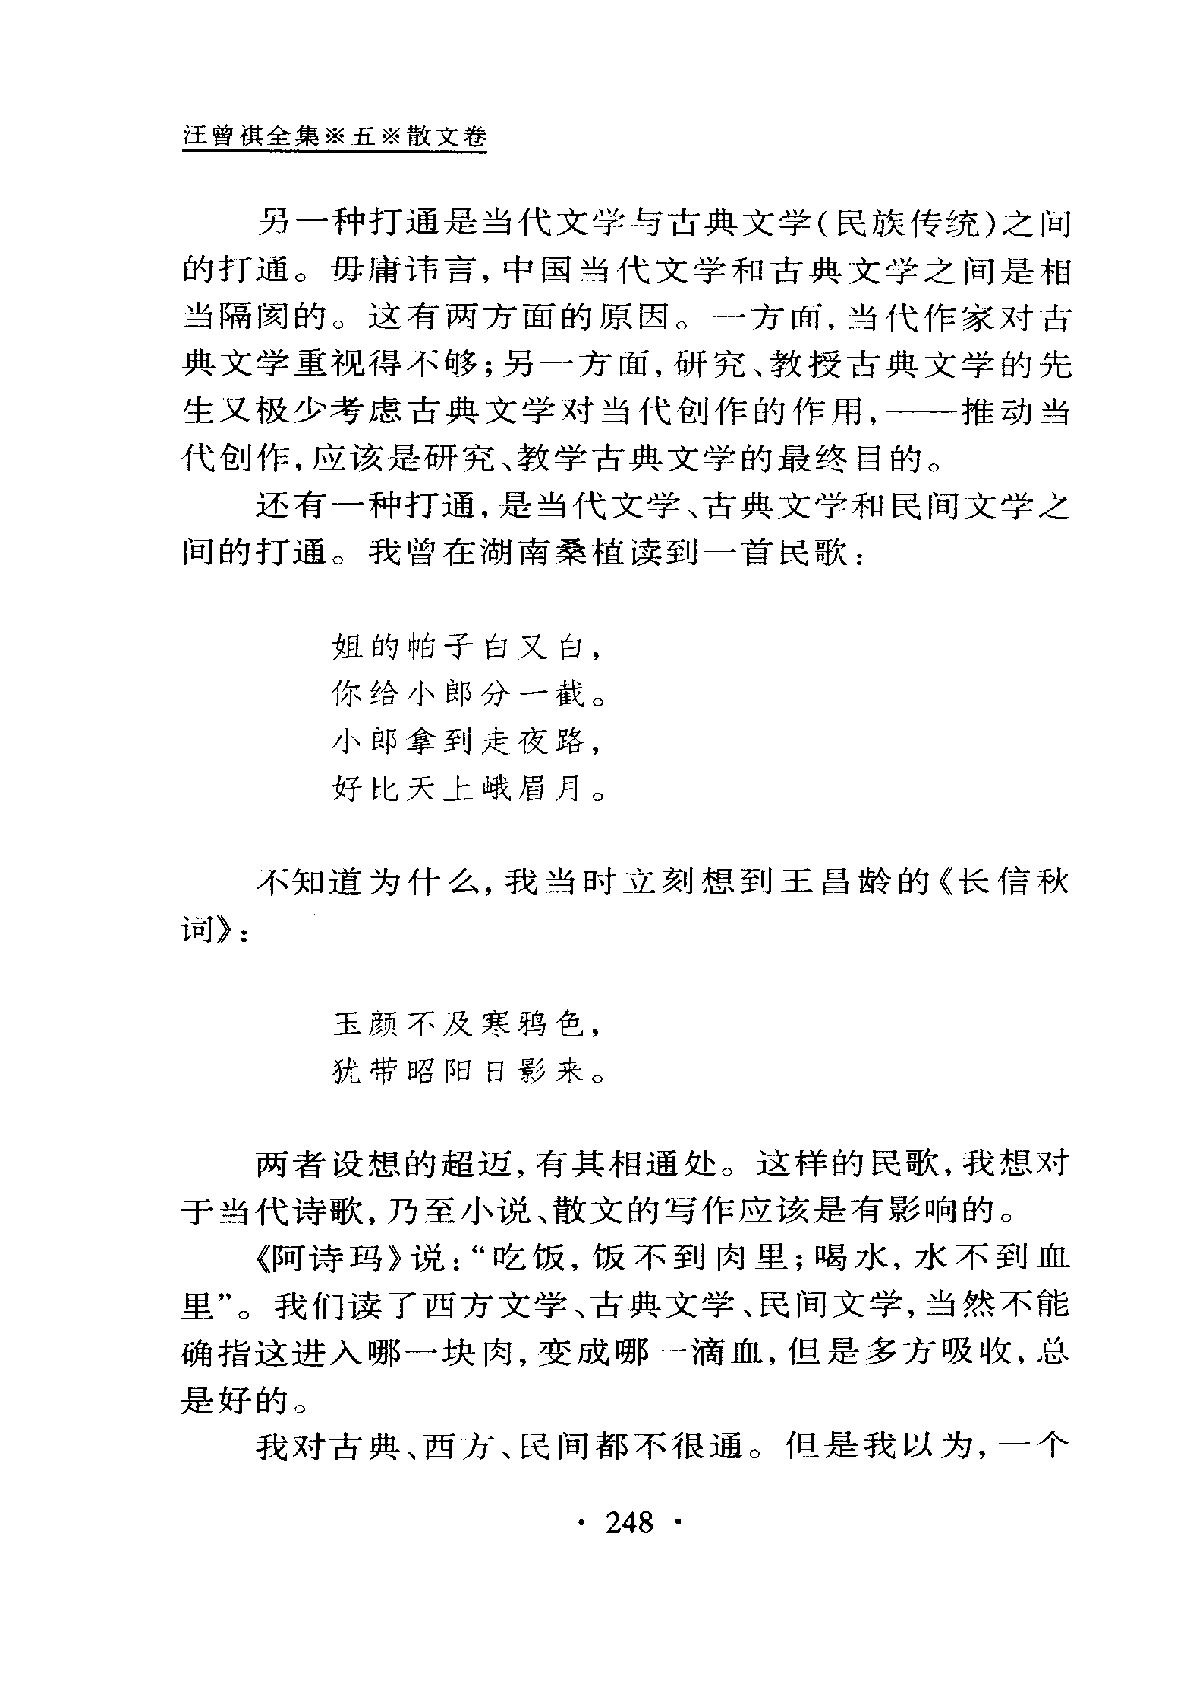 汪曾祺全集※五※散文卷
另一种打通是当代文学与古典文学(民族传统)之间
的打通。毋庸讳言,中国当代文学和古典文学之间是相
当隔阂的。这有两方面的原因。一方面,当代作家对古
典文学重视得不够;另一方面,研究、教授古典文学的先
生又极少考虑古典文学对当代创作的作用,——推动当
代创作,应该是研究、教学古典文学的最终目的。
还有一种打通,是当代文学、古典文学和民间文学之
间的打通。我曾在湖南桑植读到一首民歌:
姐的帕子白又白,
你给小郎分一截。
小郎拿到走夜路,
好比天上峨眉月。
不知道为什么,我当时立刻想到王昌龄的《长信秋
词》:
玉颜不及寒鸦色,
犹带昭阳日影来。
两者设想的超迈,有其相通处。这样的民歌,我想对
于当代诗歌,乃至小说、散文的写作应该是有影响的。
《阿诗玛》说:“吃饭,饭不到肉里;喝水,水不到血
里”。我们读了西方文学、古典文学、民间文学,当然不能
确指这进入哪一块肉,变成哪一滴血,但是多方吸收,总
是好的。
我对古典、西方、民间都不很通。但是我以为,一个
· 248 ·